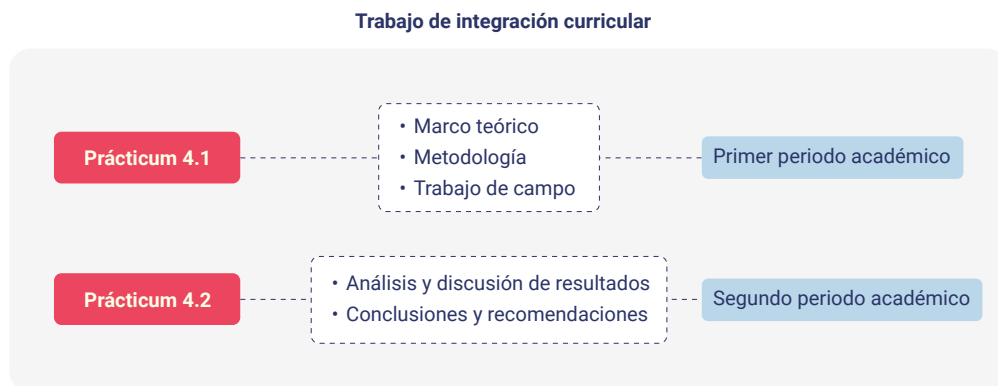 Trabajo de integración curricular
Prácticum 4.1
• Marco teórico
• Metodología
• Trabajo de campo
Primer periodo académico
Prácticum 4.2
• Análisis y discusión de resultados
• Conclusiones y recomendaciones
Segundo periodo académico